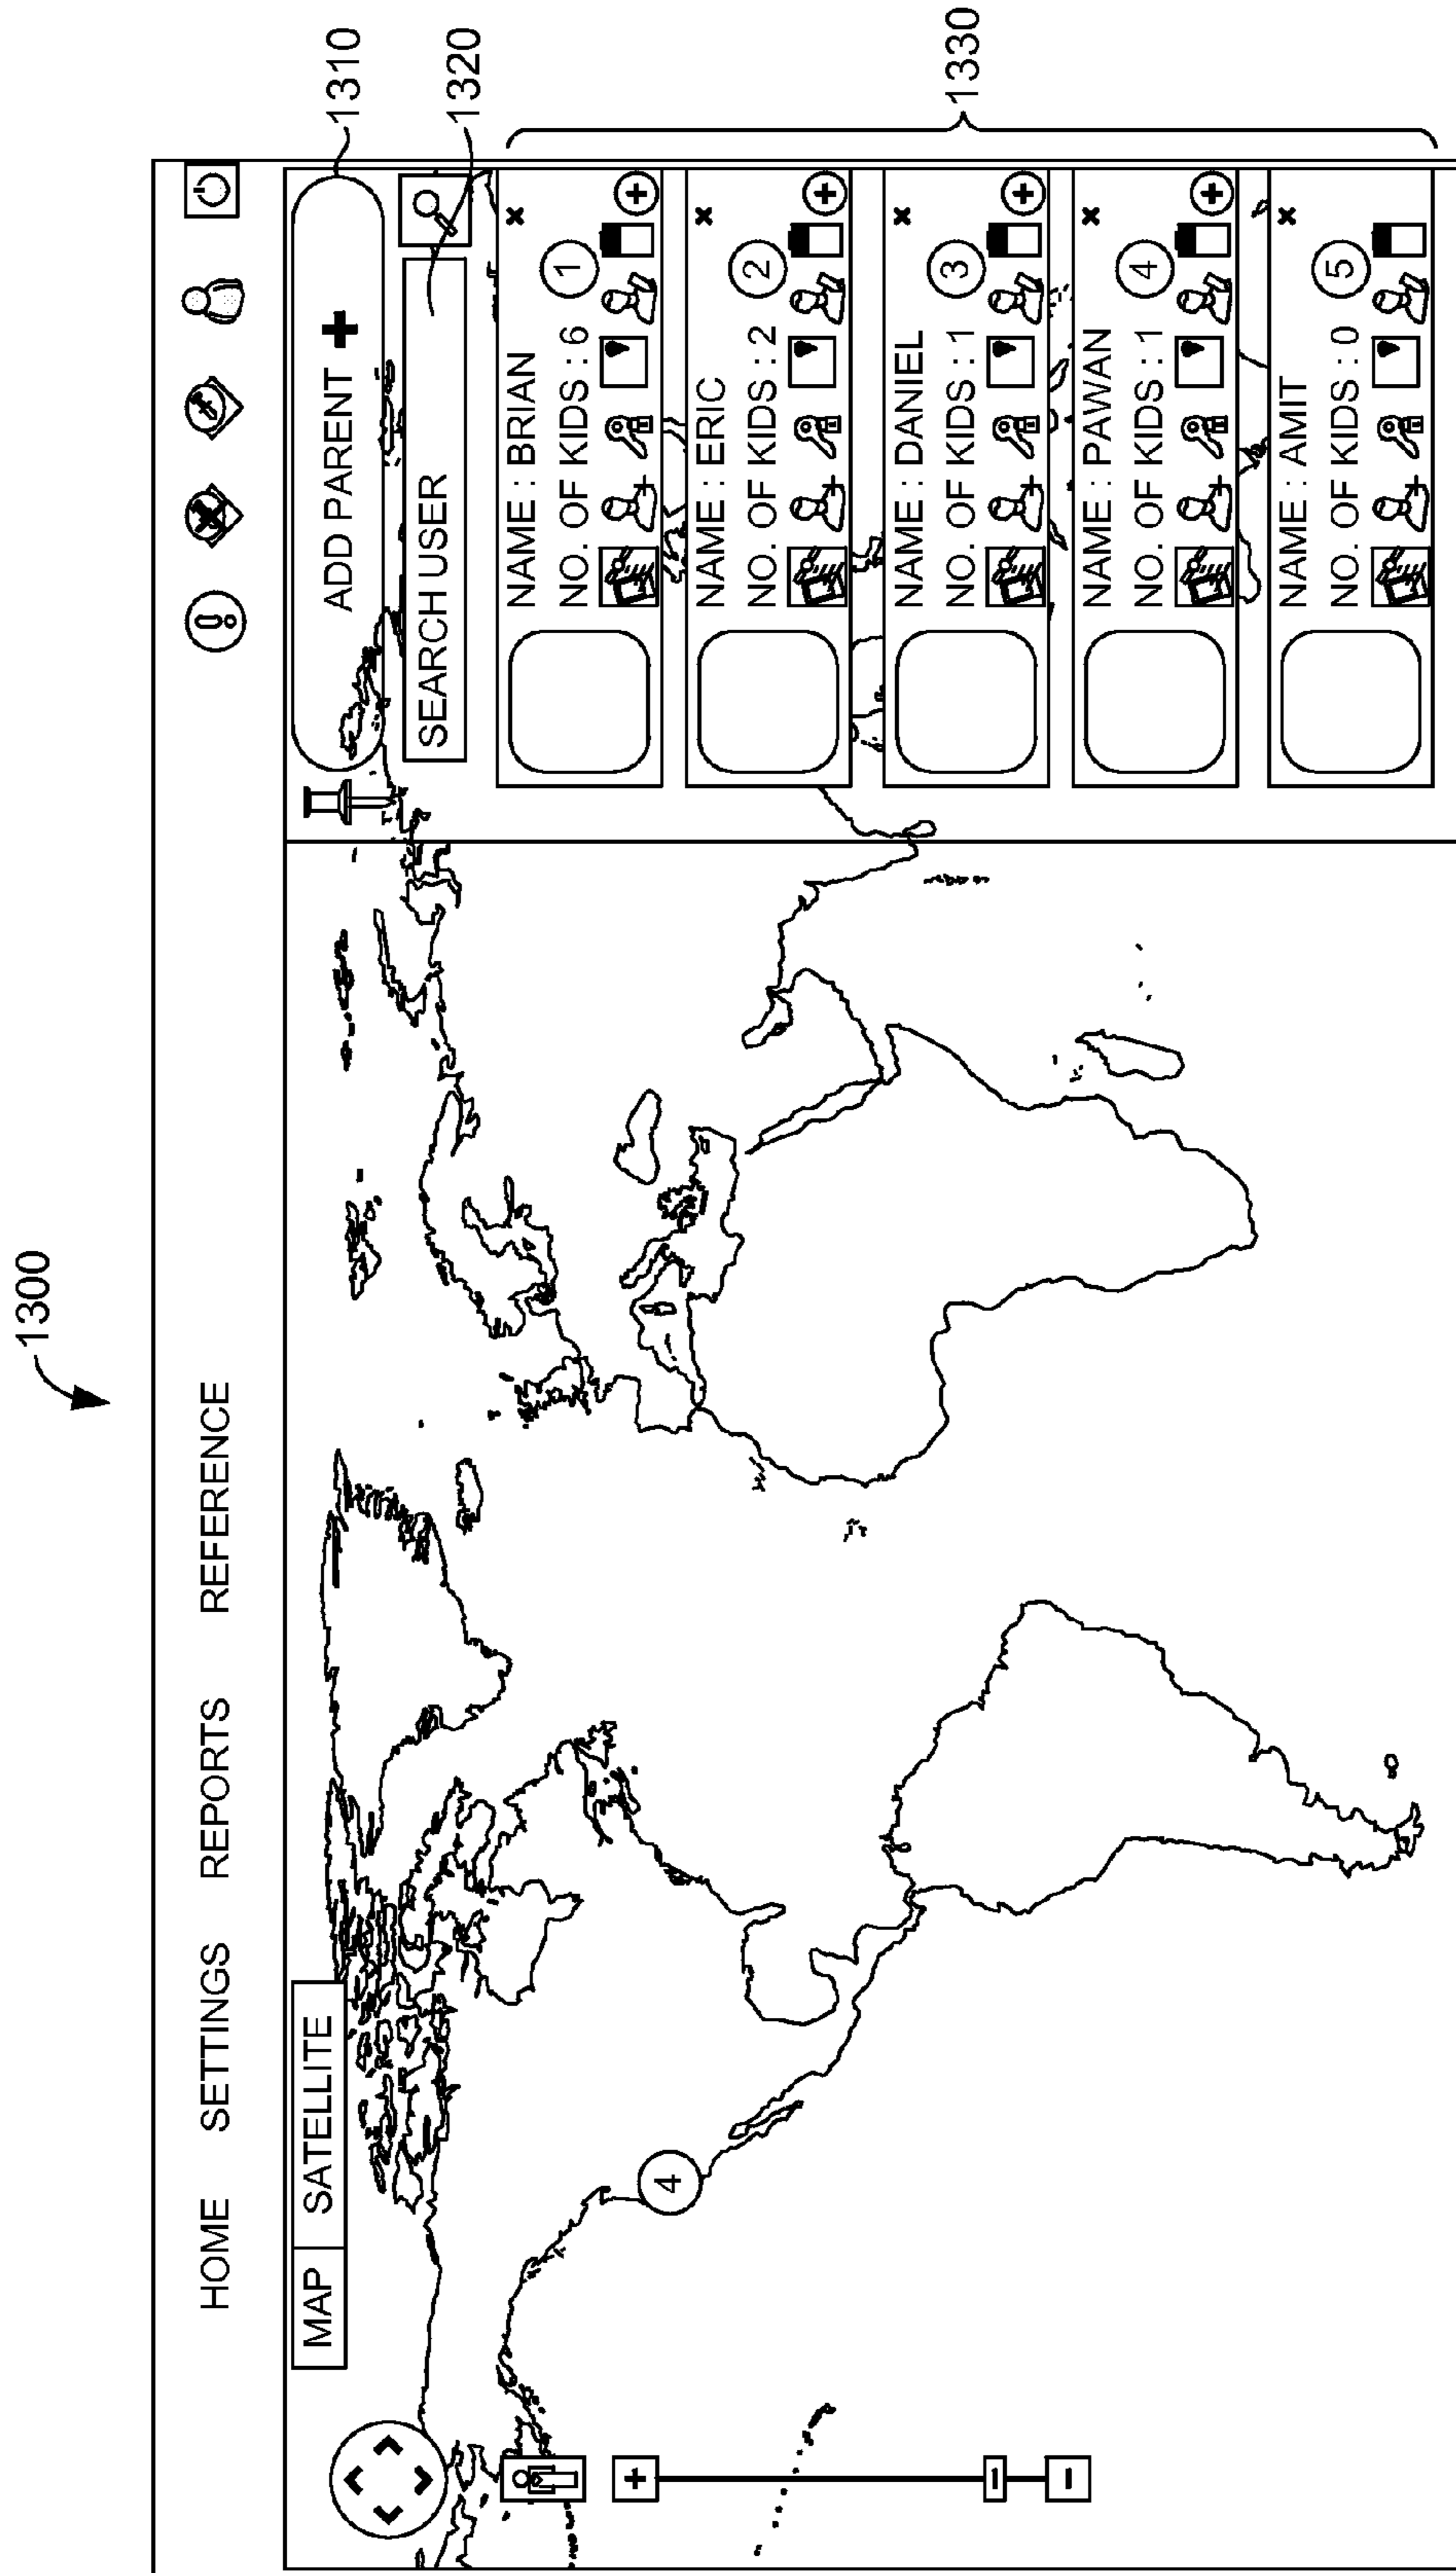 1300
HOME SETTINGS REPORTS REFERENCE
MAP SATELLITE
ADD PARENT +
1310
SEARCH USER
1320
NAME : BRIAN x
NO. OF KIDS : 6 1
NAME : ERIC x
NO. OF KIDS : 2 2
NAME : DANIEL x
NO. OF KIDS : 1 3
NAME : PAWAN x
NO. OF KIDS : 1 4
NAME : AMIT x
NO. OF KIDS : 0 5
1330
4